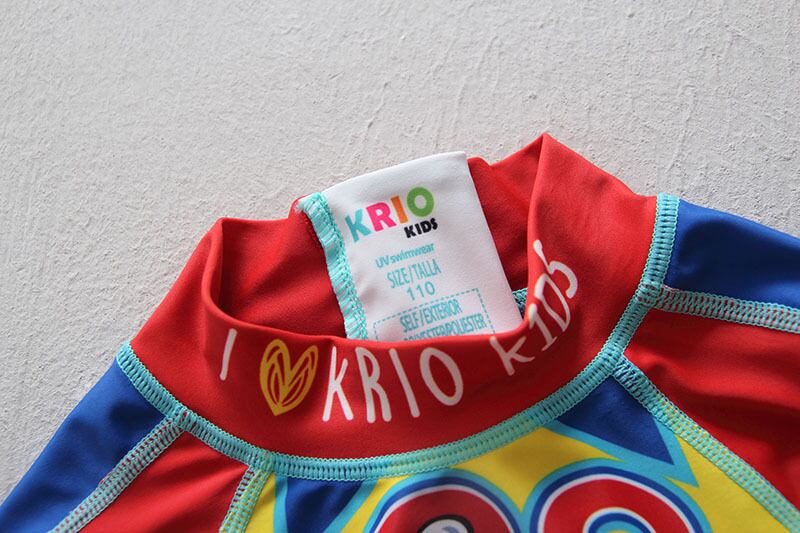 KRIO
KIDS
UV swimwear
SIZE/TALLA
110
SELF/EXTERIOR
I KRIO KIDS